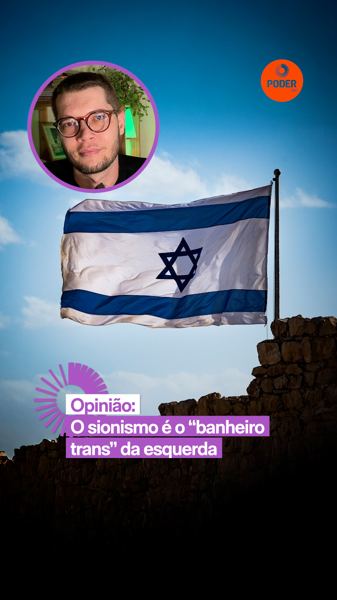 PODER
Opinião:
O sionismo é o “banheiro
trans” da esquerda